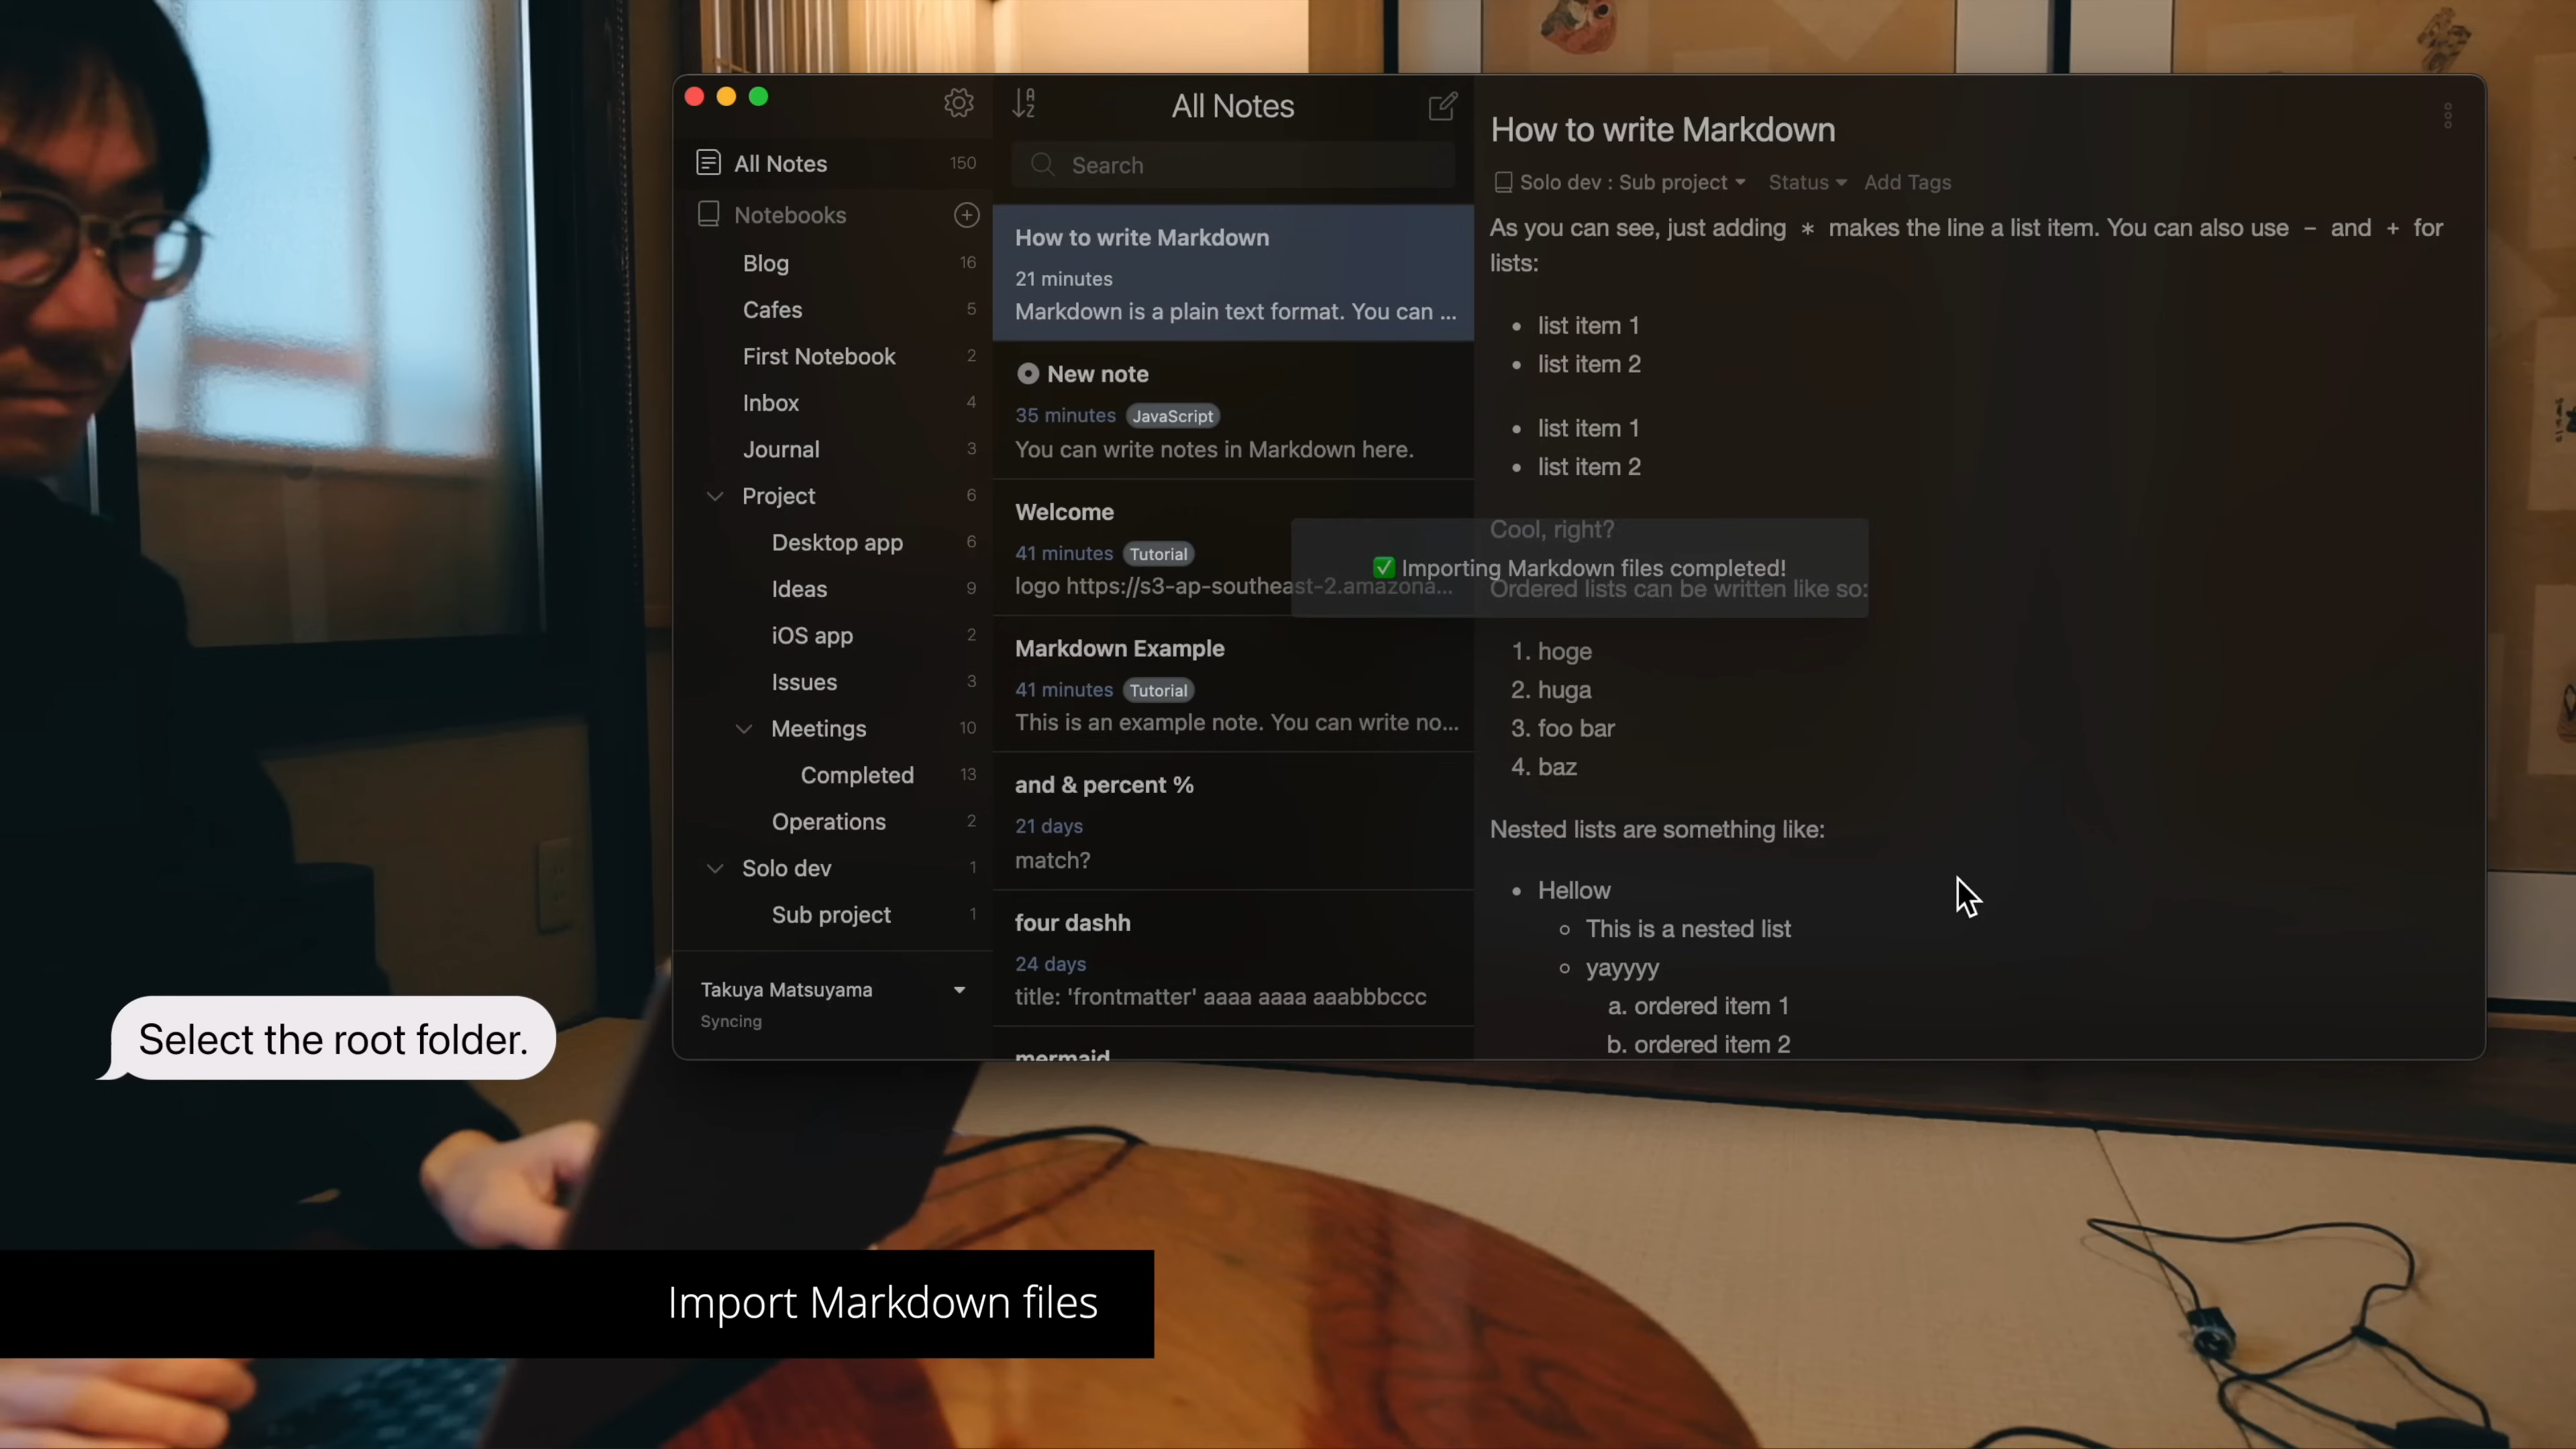 All Notes 150
Notebooks
Blog 16
Cafes 5
First Notebook 2
Inbox 4
Journal 3
Project 6
Desktop app 6
Ideas 9
iOS app 2
Issues 3
Meetings 10
Completed 13
Operations 2
Solo dev 1
Sub project 1
Takuya Matsuyama
Syncing
All Notes
Search
How to write Markdown
21 minutes
Markdown is a plain text format. You can ...
New note
35 minutes JavaScript
You can write notes in Markdown here.
Welcome
41 minutes Tutorial
logo https://s3-ap-southeast-2.amazona...
Markdown Example
41 minutes Tutorial
This is an example note. You can write no...
and & percent %
21 days
match?
four dashh
24 days
title: 'frontmatter' aaaa aaaa aaabbbccc
mermaid
How to write Markdown
Solo dev : Sub project Status Add Tags
As you can see, just adding * makes the line a list item. You can also use - and + for
lists:
• list item 1
• list item 2
• list item 1
• list item 2
Cool, right?
✅ Importing Markdown files completed!
Ordered lists can be written like so:
1. hoge
2. huga
3. foo bar
4. baz
Nested lists are something like:
• Hellow
◦ This is a nested list
◦ yayyyy
a. ordered item 1
b. ordered item 2
Select the root folder.
Import Markdown files